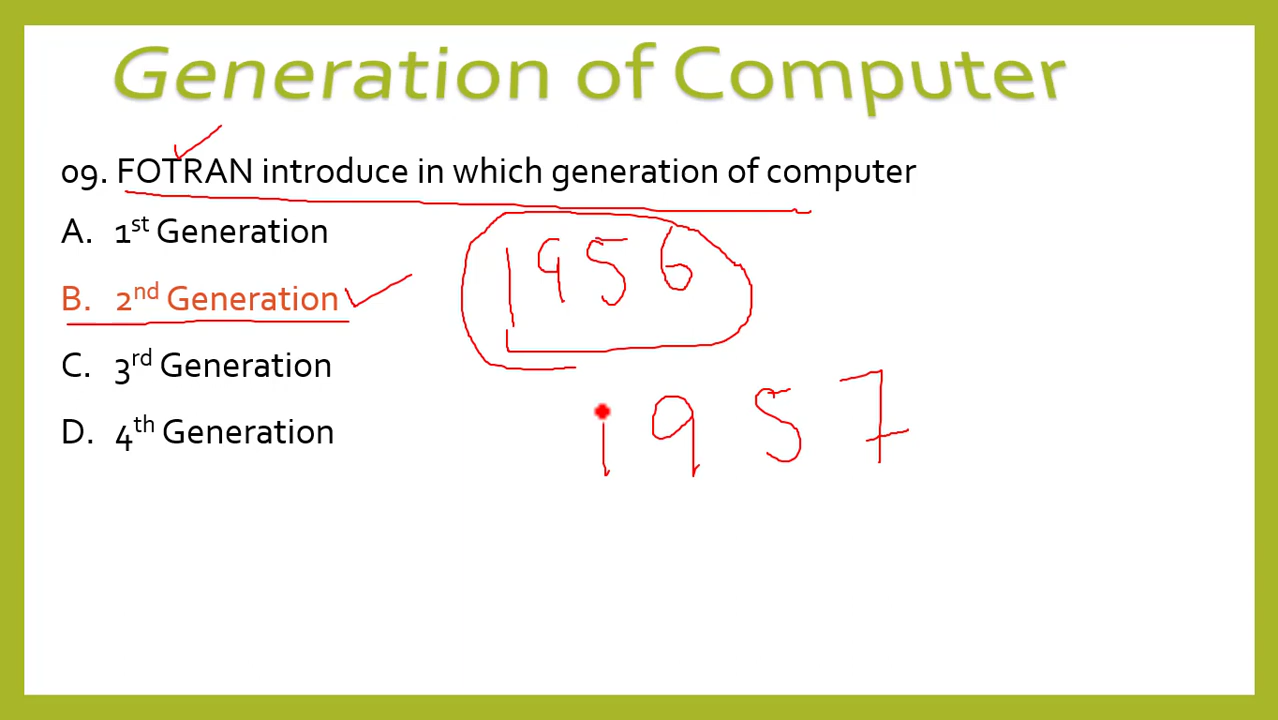 Generation of Computer
09. FOTRAN introduce in which generation of computer
A. 1st Generation
B. 2nd Generation
C. 3rd Generation
D. 4th Generation
1956
1957